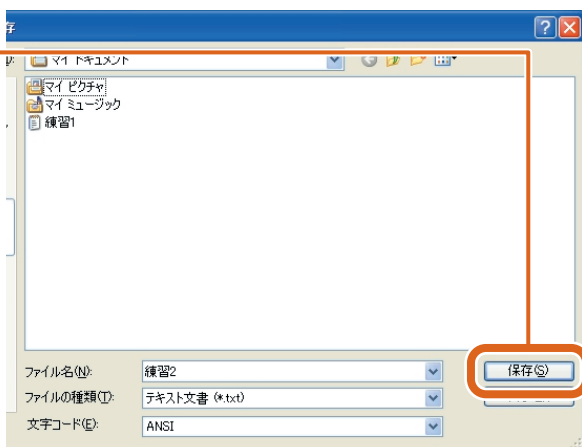 存
マイ ドキュメント
マイ ピクチャ
マイ ミュージック
練習1
ファイル名(N): 練習2
保存(S)
ファイルの種類(T): テキスト文書 (*.txt)
文字コード(E): ANSI